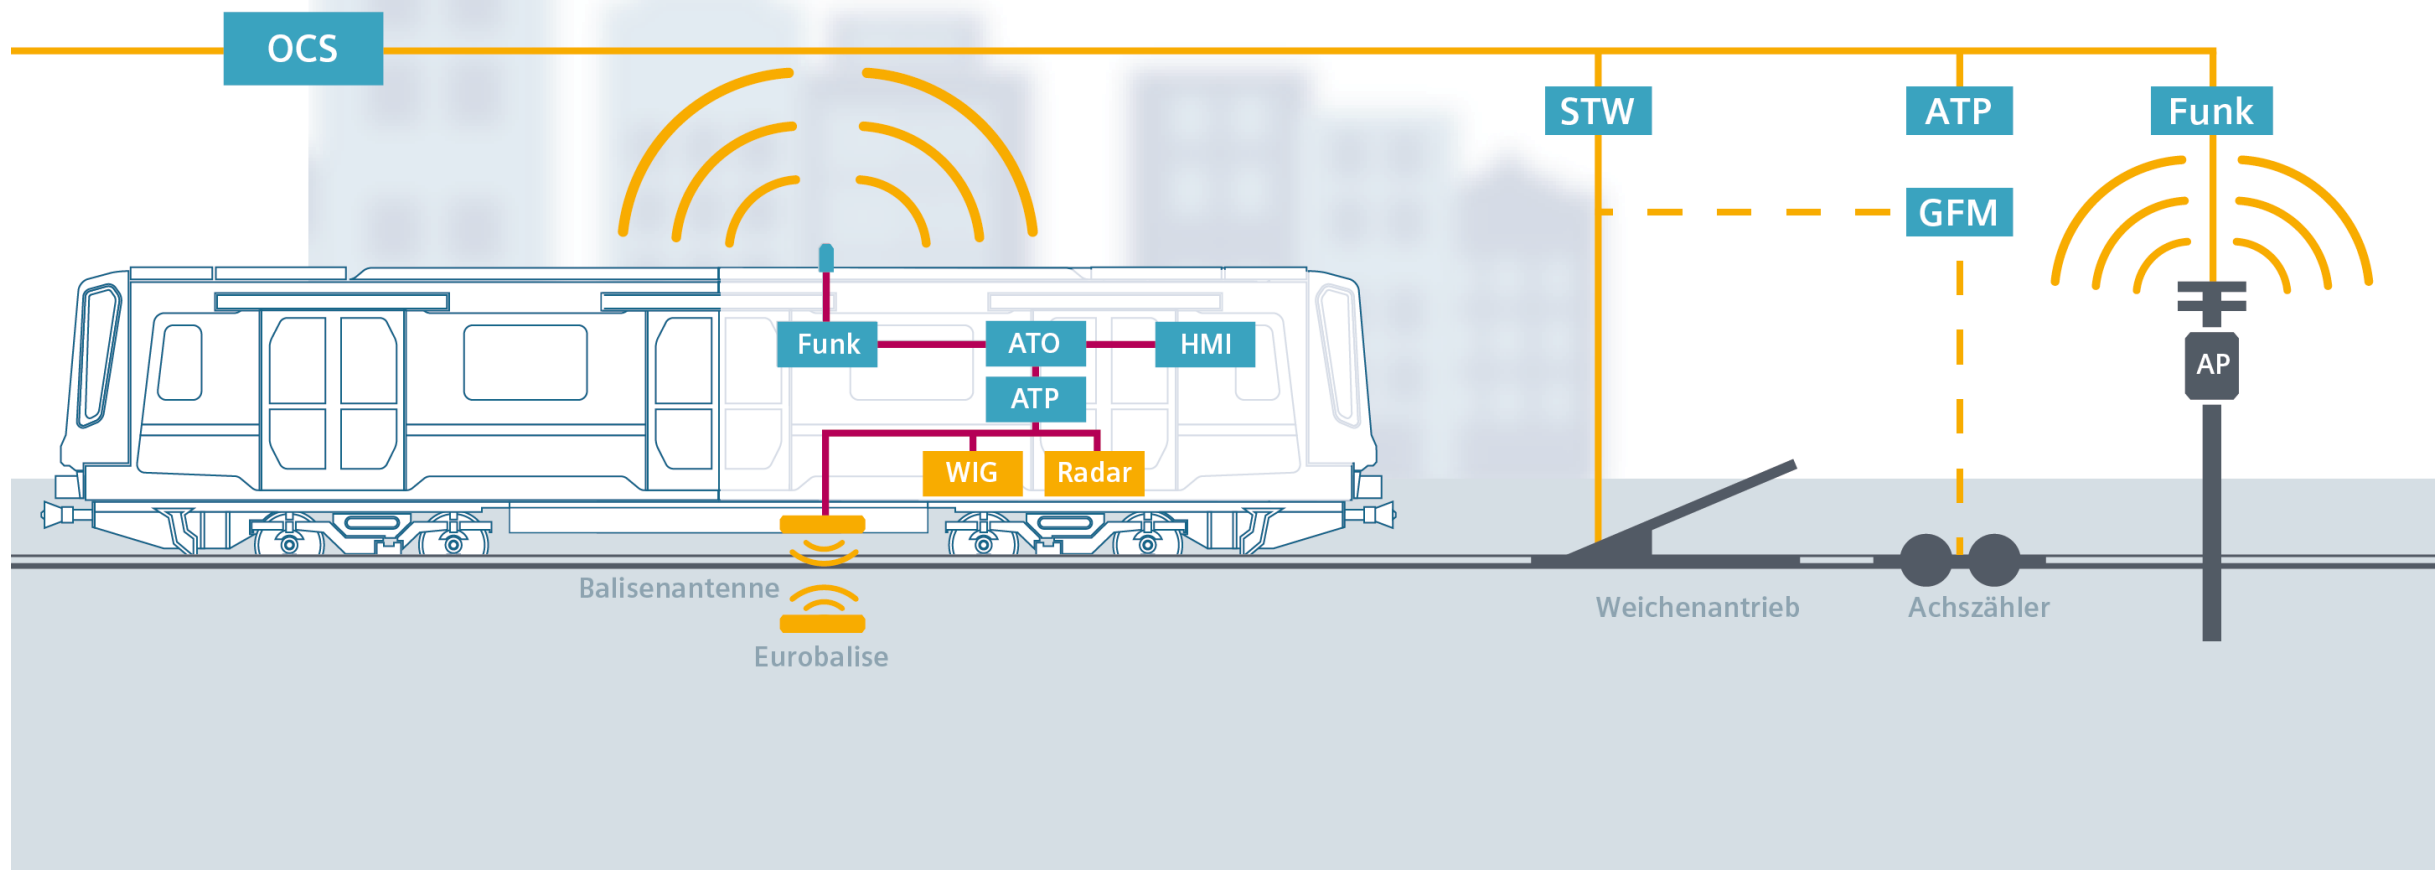 OCS
STW
ATP
Funk
GFM
Funk
ATO
HMI
AP
ATP
WIG
Radar
Balisenantenne
Weichenantrieb
Achszähler
Eurobalise